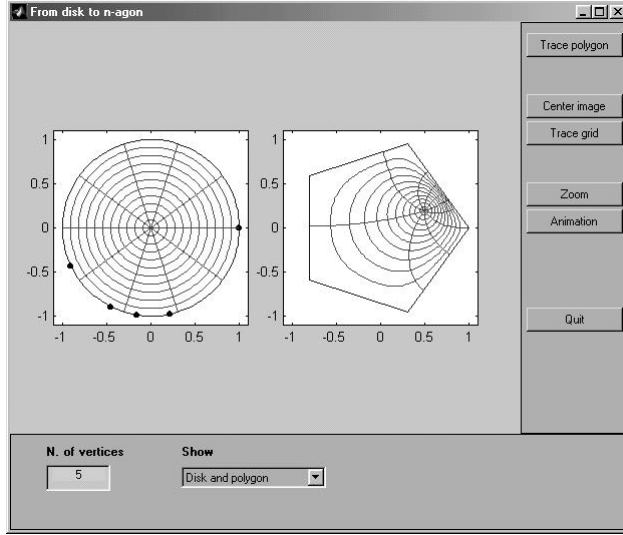 From disk to n-agon
Trace polygon
Center image
Trace grid
Zoom
Animation
Quit
1
0.5
0
-0.5
-1
-1 -0.5 0 0.5 1
1
0.5
0
-0.5
-1
-1 -0.5 0 0.5 1
N. of vertices
5
Show
Disk and polygon